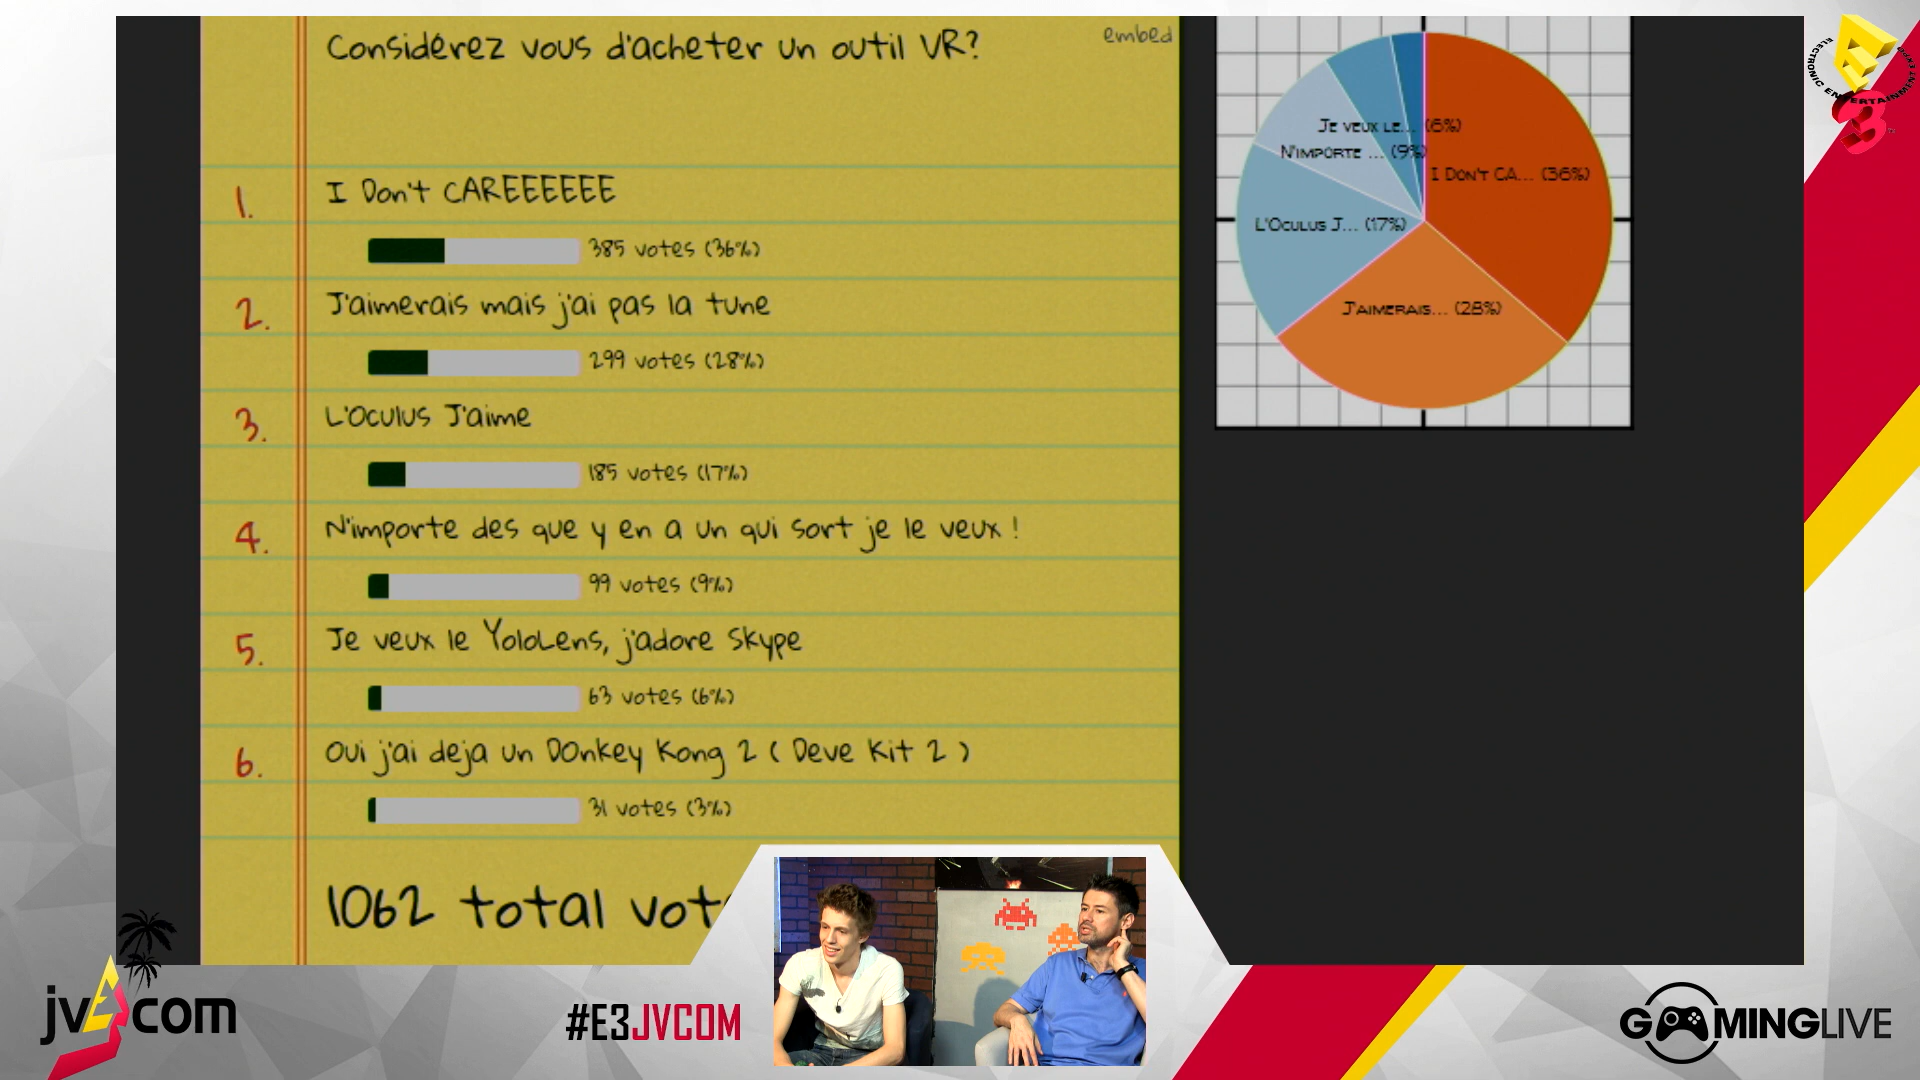 Considérez vous d'acheter un outil VR?
embed
1. I Don't CAREEEEEE
385 votes (36%)
2. J'aimerais mais j'ai pas la tune
299 votes (28%)
3. L'Oculus J'aime
185 votes (17%)
4. N'importe des que y en a un qui sort je le veux !
99 votes (9%)
5. Je veux le YoloLens, j'adore Skype
63 votes (6%)
6. Oui j'ai deja un DOnkey Kong 2 ( Deve Kit 2 )
31 votes (3%)
1062 total vot
Je veux le... (6%)
N'importe ... (9%)
I Don't CA... (36%)
L'Oculus J... (17%)
J'aimerais... (28%)
E3
ELECTRONIC ENTERTAINMENT EXPO
jv.com
#E3JVCOM
GAMINGLIVE